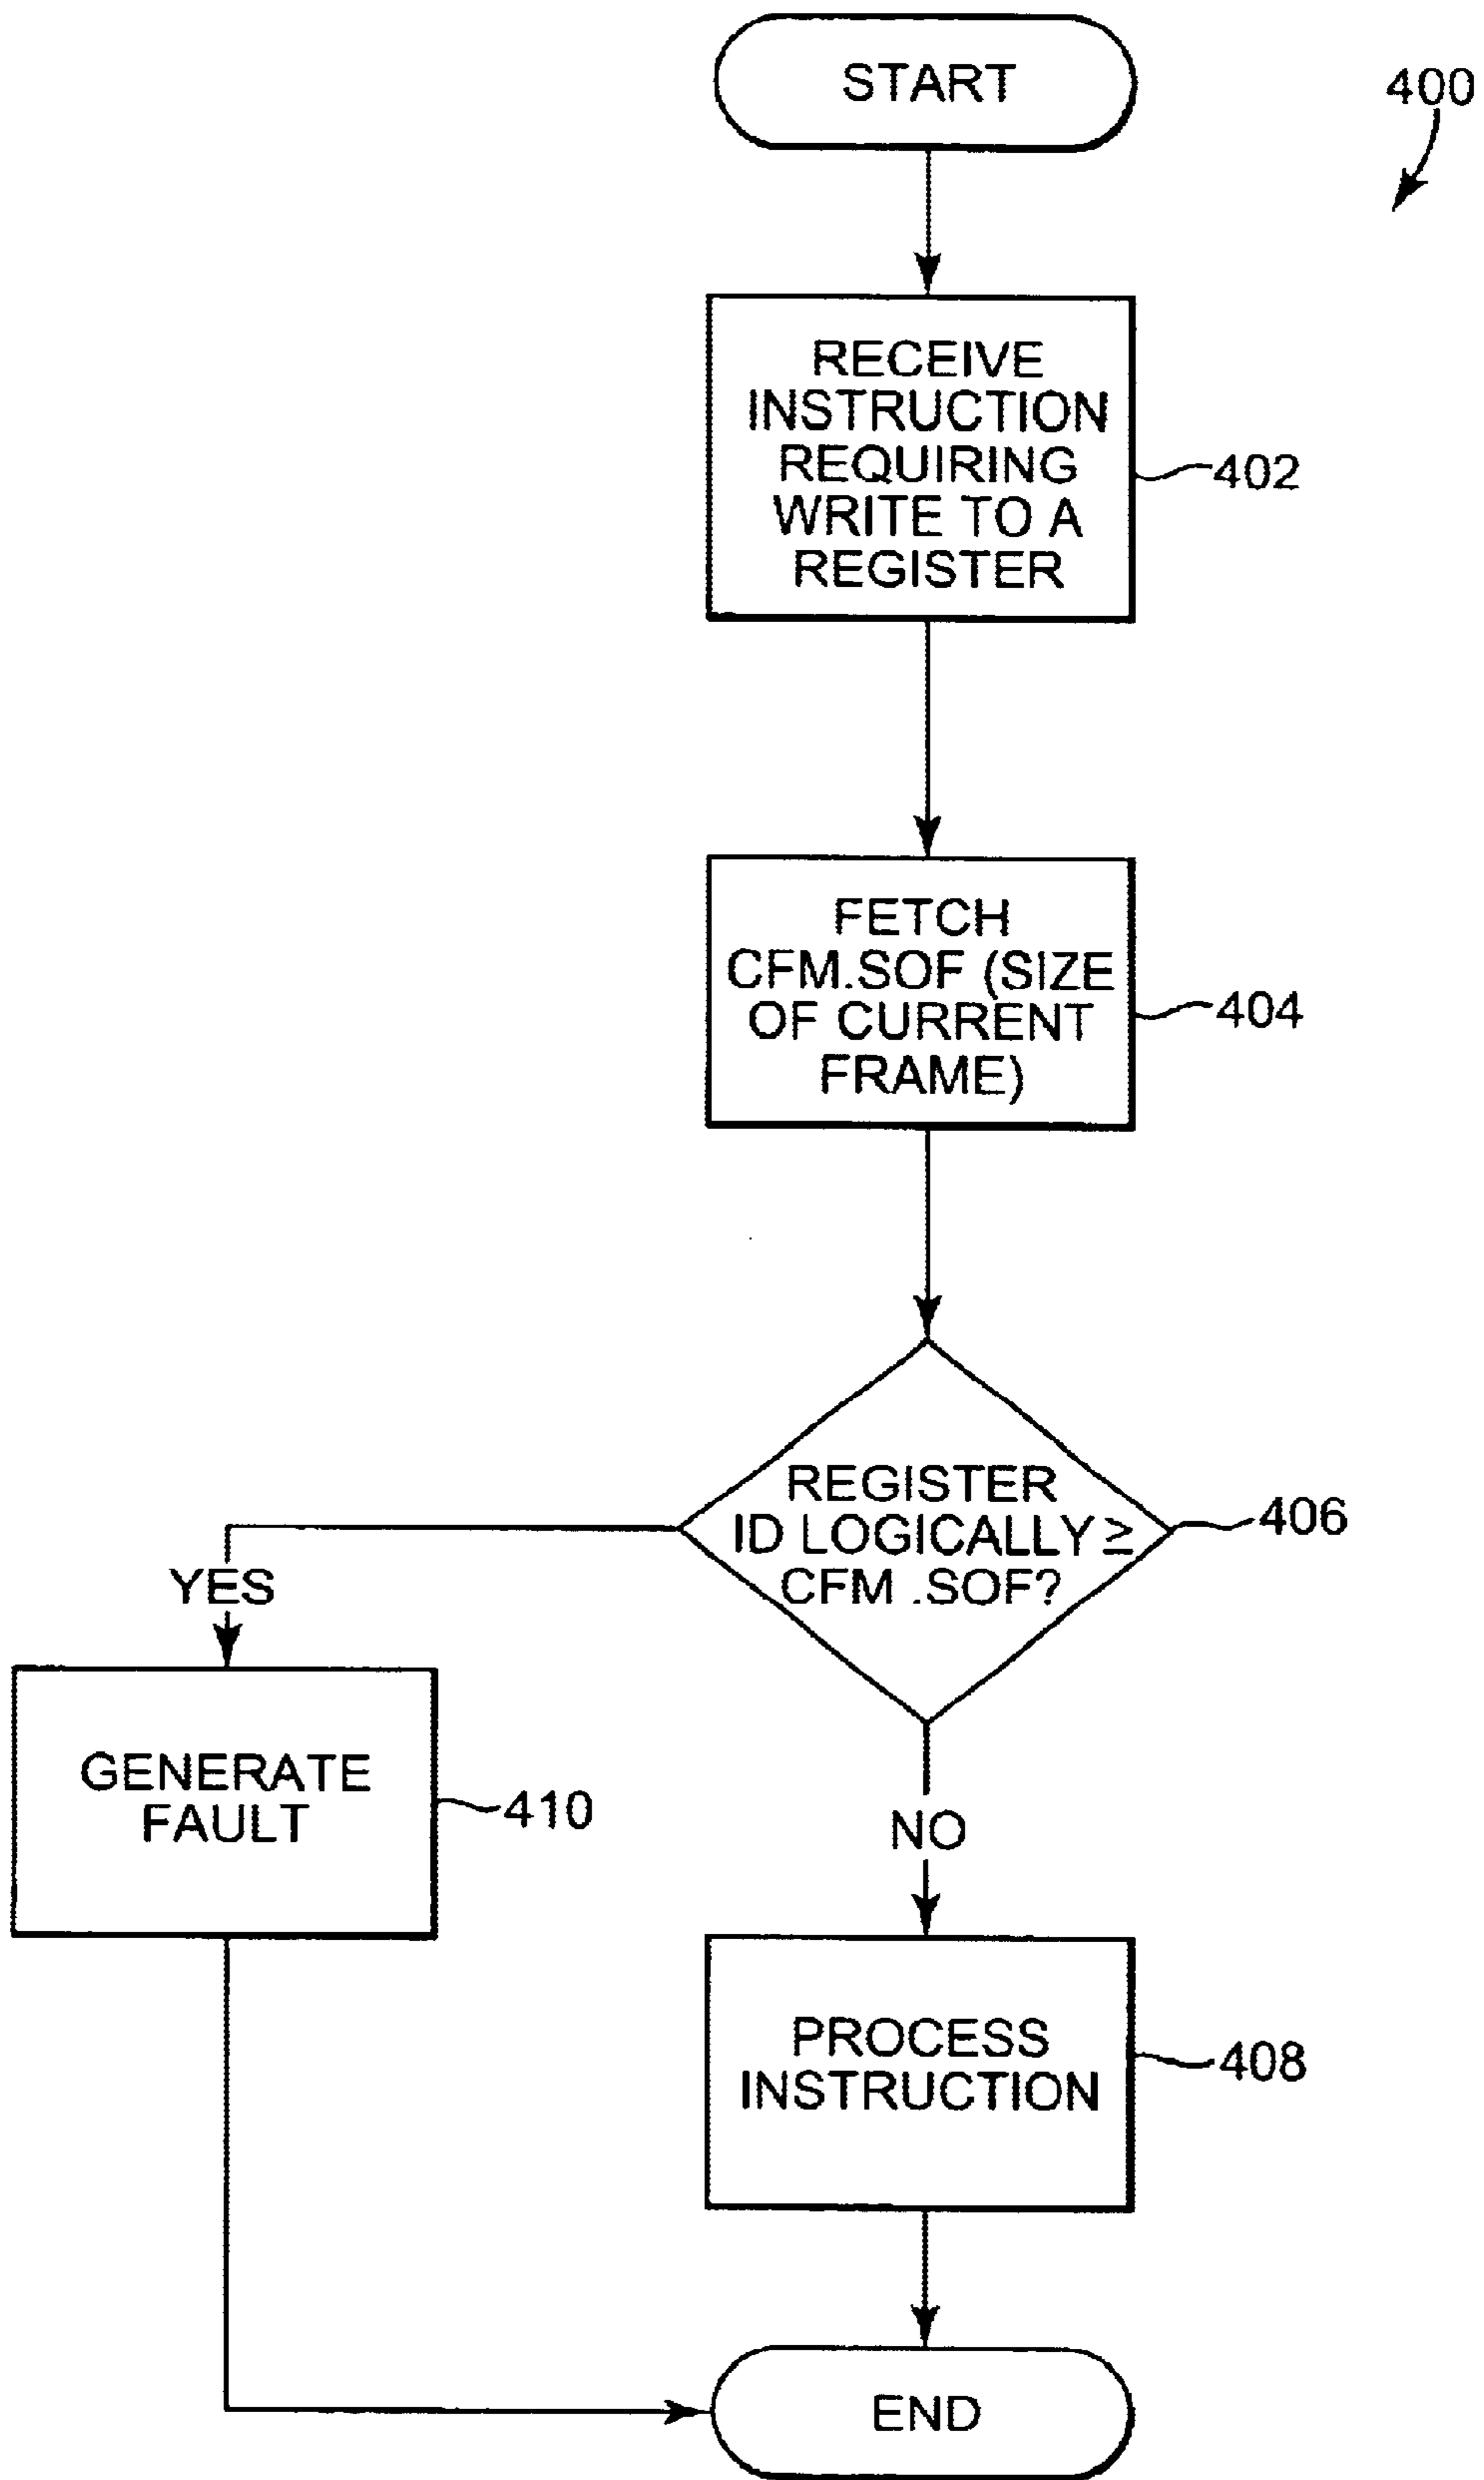 START
400
RECEIVE
INSTRUCTION
REQUIRING
WRITE TO A
REGISTER
402
FETCH
CFM.SOF (SIZE
OF CURRENT
FRAME)
404
REGISTER
ID LOGICALLY ≥
CFM .SOF?
406
YES
GENERATE
FAULT
410
NO
PROCESS
INSTRUCTION
408
END